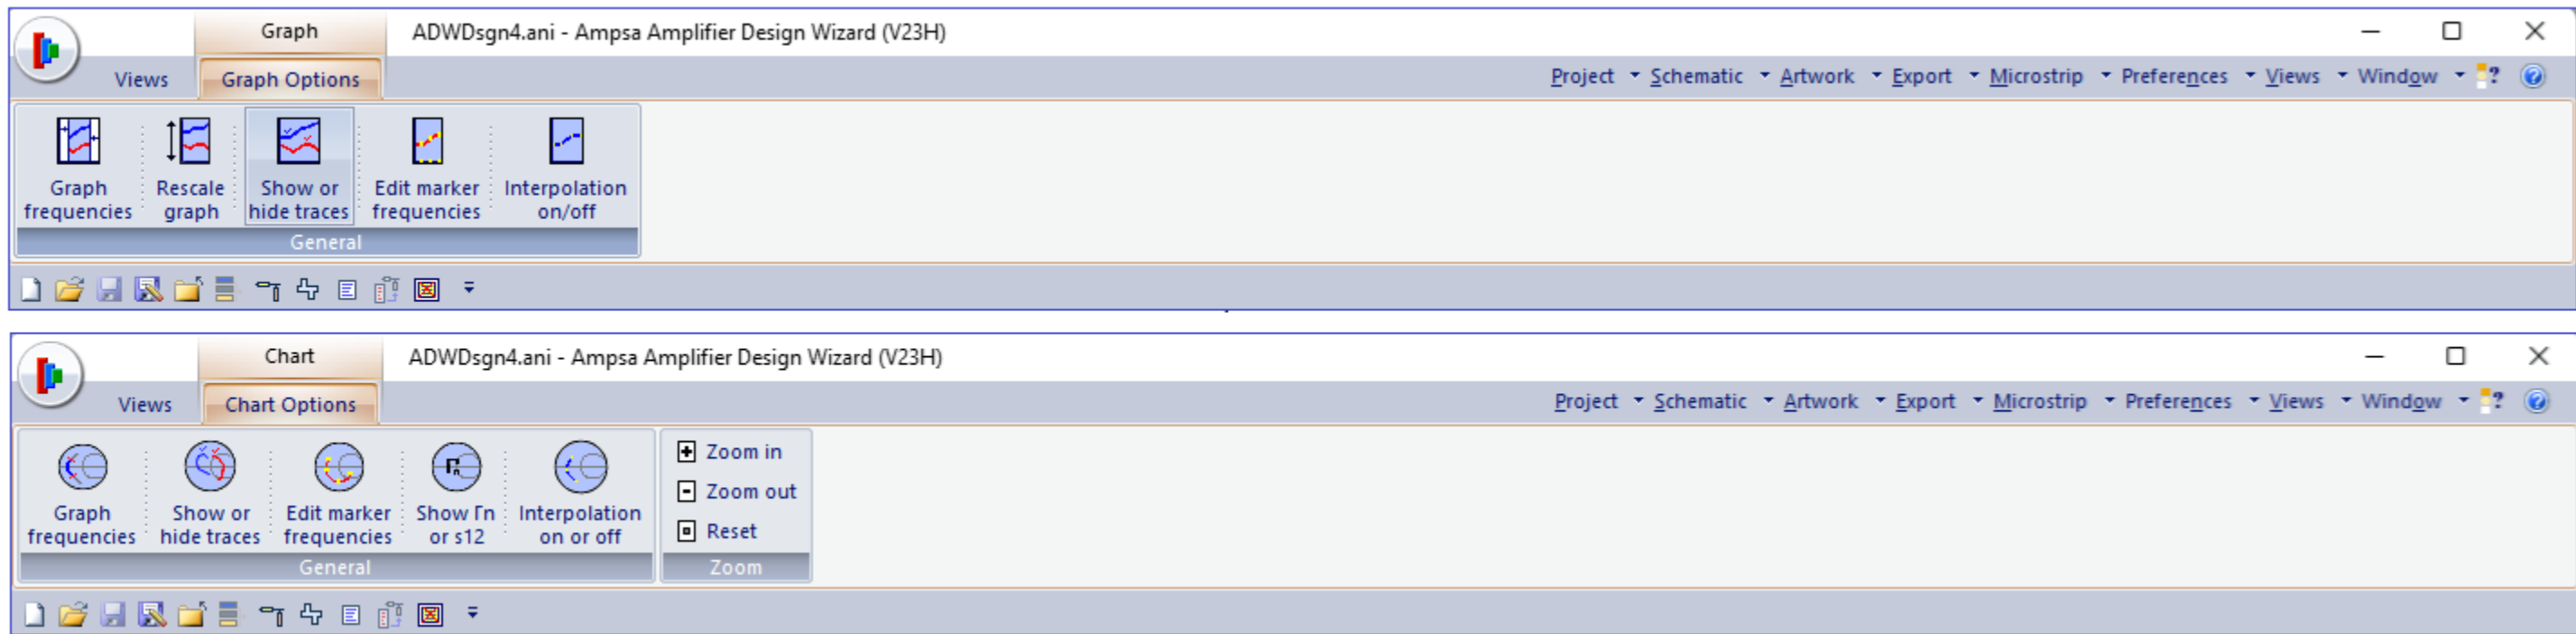 Graph
ADWDsgn4.ani - Ampsa Amplifier Design Wizard (V23H)
Views
Graph Options
Project
Schematic
Artwork
Export
Microstrip
Preferences
Views
Window
?
?
Graph
frequencies
Rescale
graph
Show or
hide traces
Edit marker
frequencies
Interpolation
on/off
General
Chart
ADWDsgn4.ani - Ampsa Amplifier Design Wizard (V23H)
Views
Chart Options
Project
Schematic
Artwork
Export
Microstrip
Preferences
Views
Window
?
?
Γn
Graph
frequencies
Show or
hide traces
Edit marker
frequencies
Show Γn
or s12
Interpolation
on or off
General
Zoom in
Zoom out
Reset
Zoom